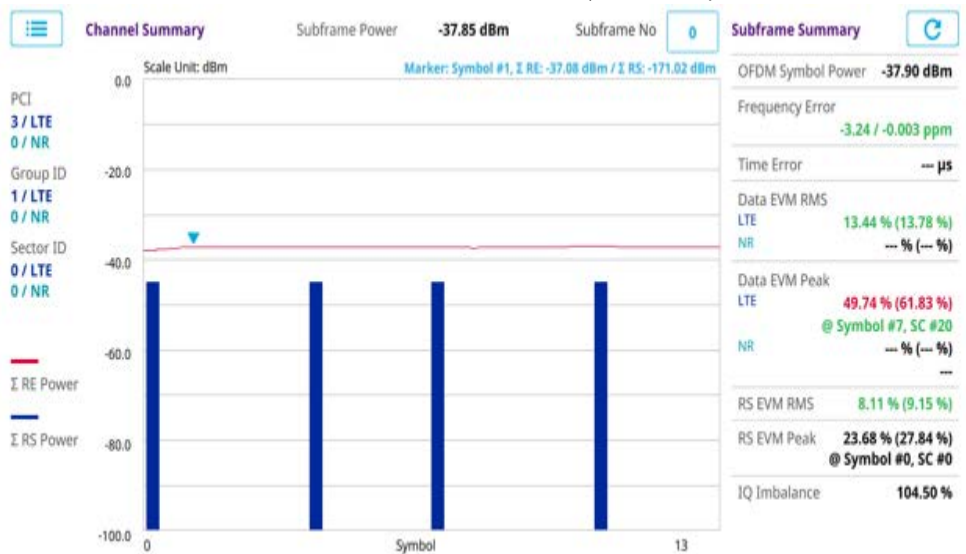 Channel Summary
Subframe Power -37.85 dBm
Subframe No 0
Subframe Summary
Scale Unit: dBm
Marker: Symbol #1, Σ RE: -37.08 dBm / Σ RS: -171.02 dBm
PCI
3 / LTE
0 / NR
Group ID
1 / LTE
0 / NR
Sector ID
0 / LTE
0 / NR
Σ RE Power
Σ RS Power
0.0
-20.0
-40.0
-60.0
-80.0
-100.0
0 Symbol 13
OFDM Symbol Power -37.90 dBm
Frequency Error
-3.24 / -0.003 ppm
Time Error --- µs
Data EVM RMS
LTE 13.44 % (13.78 %)
NR --- % (--- %)
Data EVM Peak
LTE 49.74 % (61.83 %)
@ Symbol #7, SC #20
NR --- % (--- %)
---
RS EVM RMS 8.11 % (9.15 %)
RS EVM Peak 23.68 % (27.84 %)
@ Symbol #0, SC #0
IQ Imbalance 104.50 %